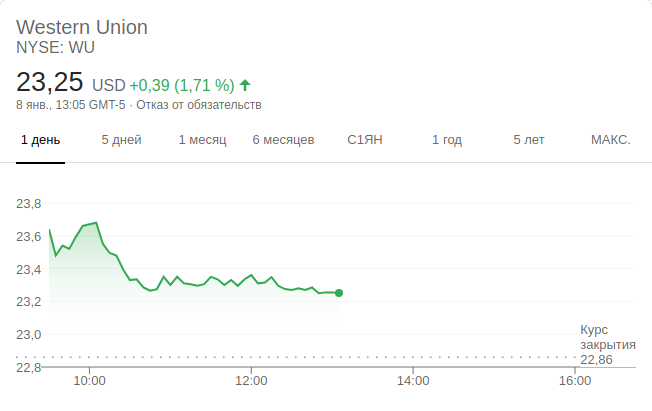 Western Union
NYSE: WU
23,25 USD +0,39 (1,71 %)
8 янв., 13:05 GMT-5 · Отказ от обязательств
1 день 5 дней 1 месяц 6 месяцев С1ЯН 1 год 5 лет МАКС.
23,8
23,6
23,4
23,2
23,0
Курс
закрытия
22,86
22,8
10:00 12:00 14:00 16:00